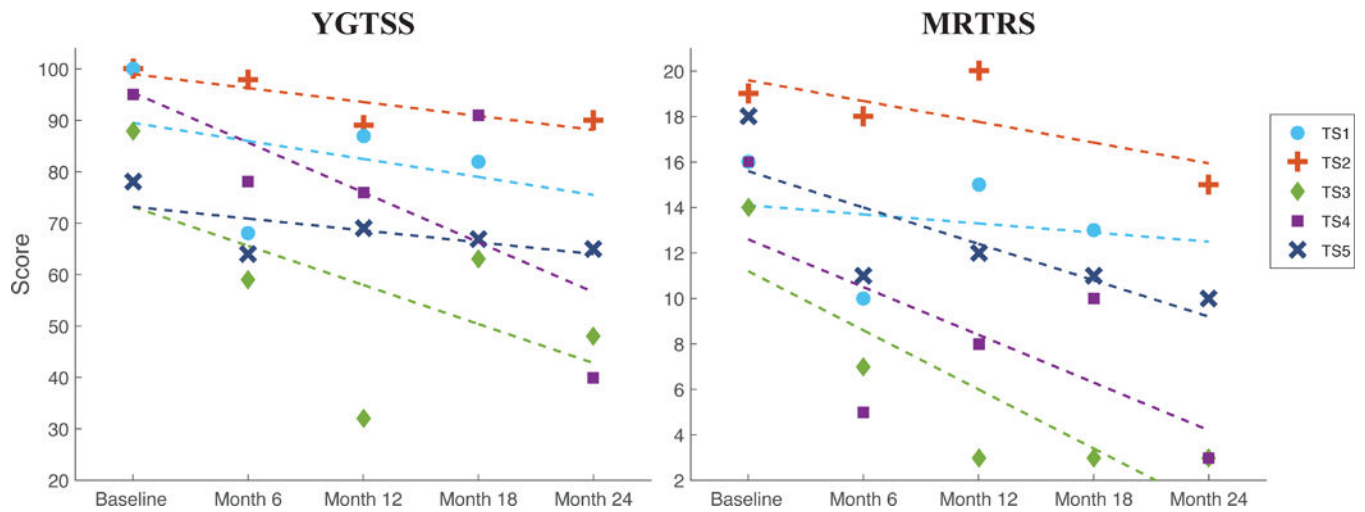 YGTSS
MRTRS
Score
100
90
80
70
60
50
40
30
20
Baseline
Month 6
Month 12
Month 18
Month 24
20
18
16
14
12
10
8
6
4
2
Baseline
Month 6
Month 12
Month 18
Month 24
TS1
TS2
TS3
TS4
TS5